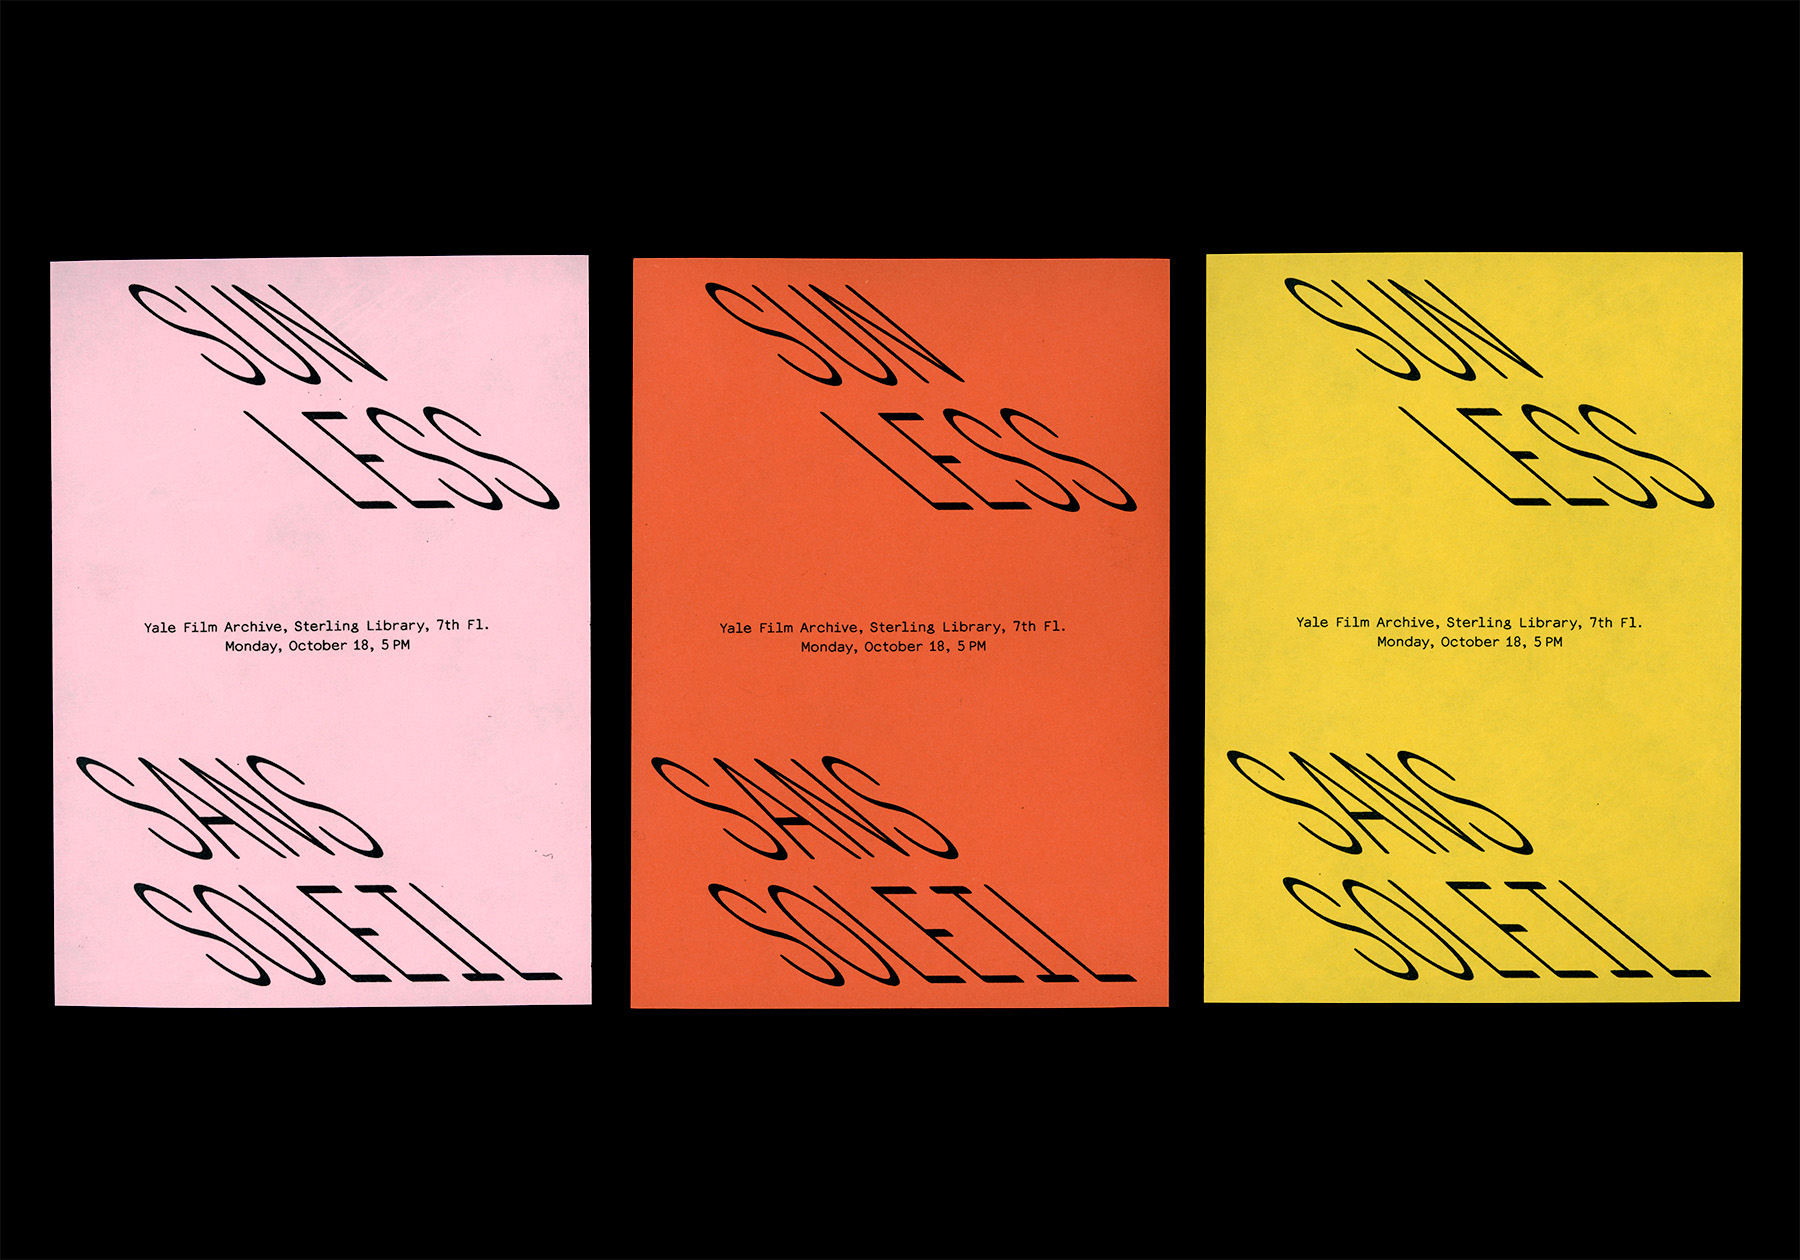 SUN
LESS
Yale Film Archive, Sterling Library, 7th Fl.
Monday, October 18, 5 PM
SANS
SOLEIL
SUN
LESS
Yale Film Archive, Sterling Library, 7th Fl.
Monday, October 18, 5 PM
SANS
SOLEIL
SUN
LESS
Yale Film Archive, Sterling Library, 7th Fl.
Monday, October 18, 5 PM
SANS
SOLEIL